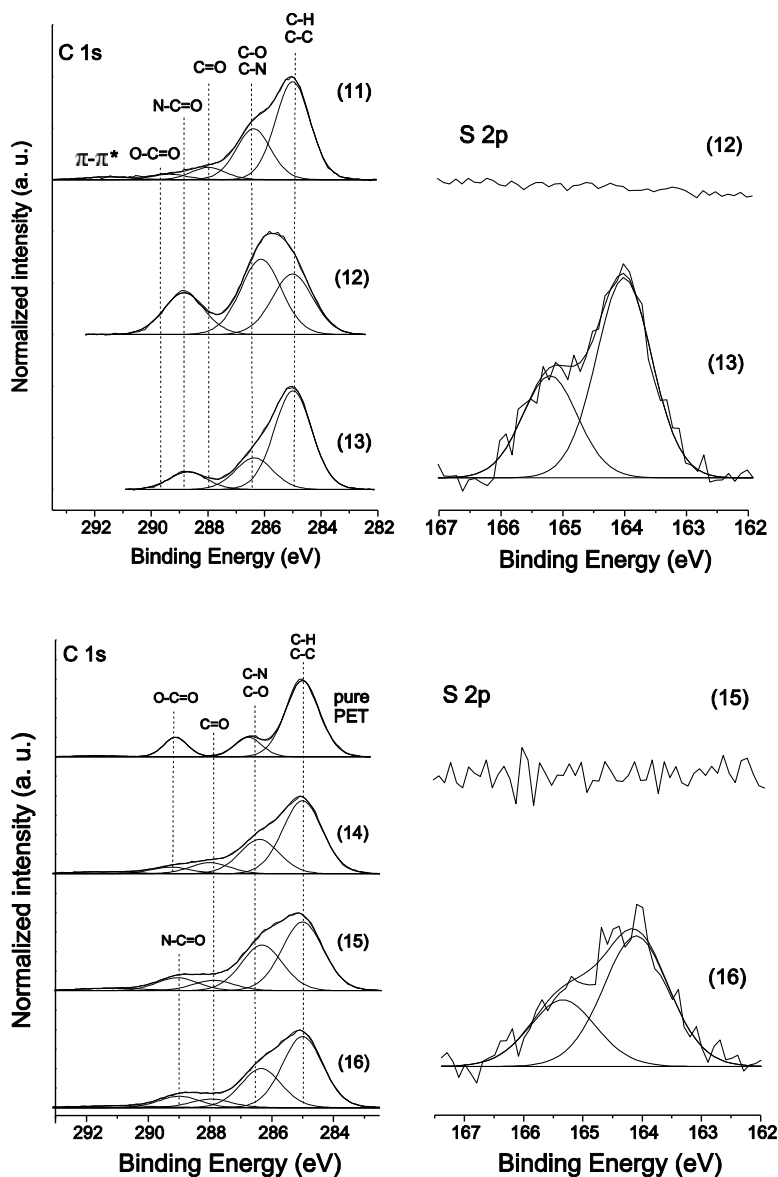 C 1s
C-H
C-C
C-O
C-N
C=O
N-C=O
O-C=O
π-π*
(11)
(12)
(13)
Normalized intensity (a. u.)
292 290 288 286 284 282
Binding Energy (eV)
S 2p
(12)
(13)
167 166 165 164 163 162
Binding Energy (eV)
C 1s
C-H
C-C
C-N
C-O
O-C=O
C=O
pure
PET
(14)
N-C=O
(15)
(16)
Normalized intensity (a. u.)
292 290 288 286 284
Binding Energy (eV)
S 2p
(15)
(16)
167 166 165 164 163 162
Binding Energy (eV)